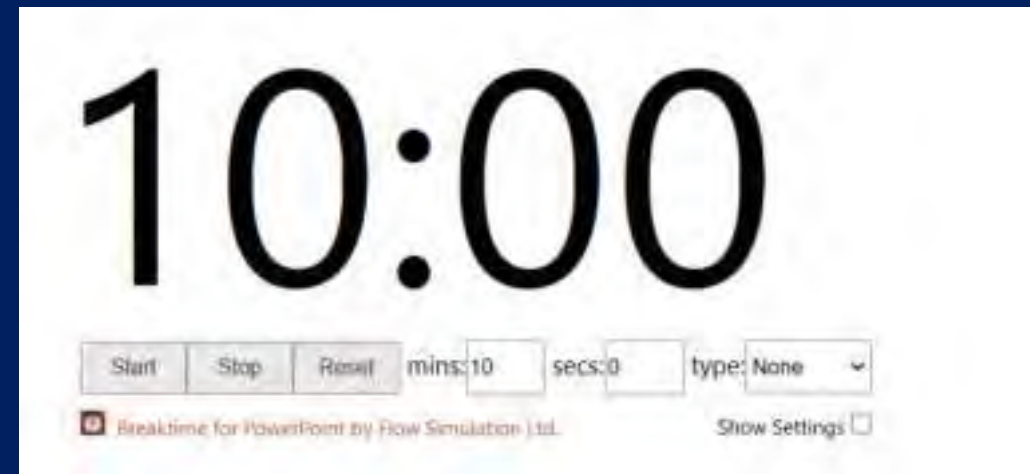 10:00
Start Stop Reset mins: 10 secs: 0 type: None
Breaktime for PowerPoint by Flow Simulation Ltd. Show Settings